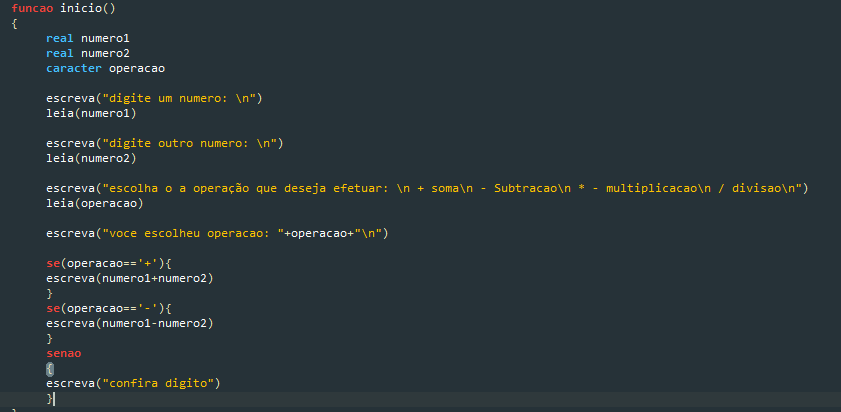 funcao inicio()
{
real numero1
real numero2
caracter operacao
escreva("digite um numero: \n")
leia(numero1)
escreva("digite outro numero: \n")
leia(numero2)
escreva("escolha o a operação que deseja efetuar: \n + soma\n - Subtracao\n * - multiplicacao\n / divisao\n")
leia(operacao)
escreva("voce escolheu operacao: "+operacao+"\n")
se(operacao=='+'){
escreva(numero1+numero2)
}
se(operacao=='-'){
escreva(numero1-numero2)
}
senao
{
escreva("confira digito")
}